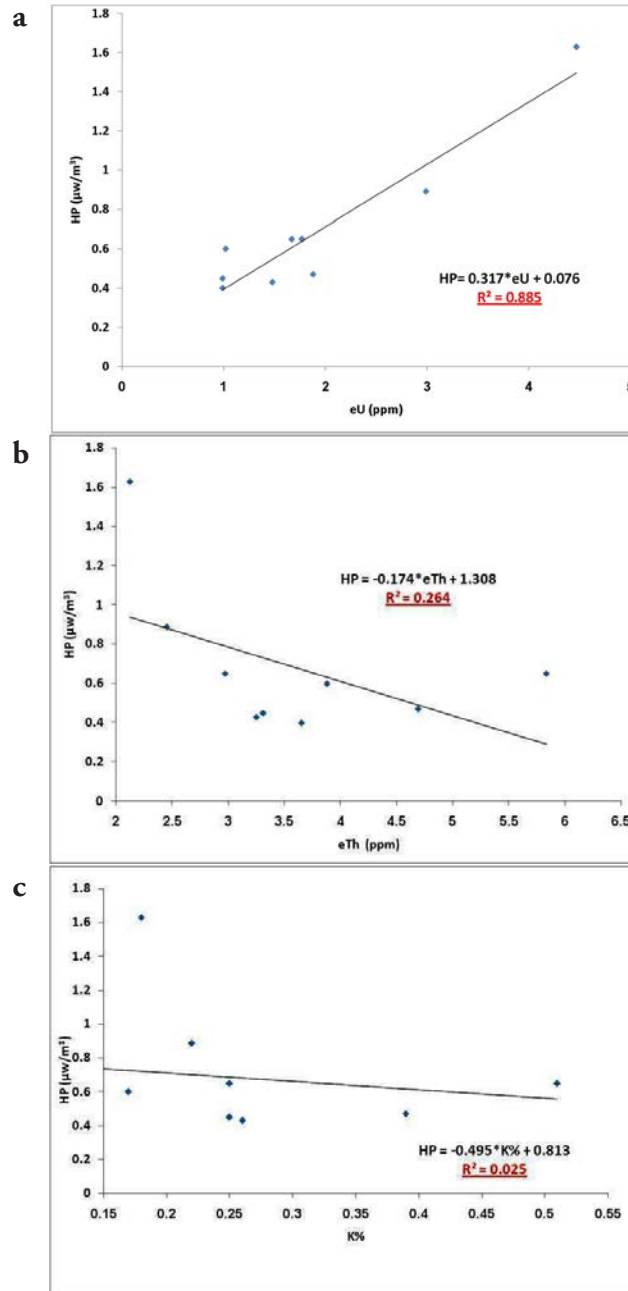 a
1.8
1.6
1.4
1.2
1
0.8
0.6
0.4
0.2
0
HP (µw/m³)
HP= 0.317*eU + 0.076
R² = 0.885
0 1 2 3 4 5
eU (ppm)
b
1.8
1.6
1.4
1.2
1
0.8
0.6
0.4
0.2
0
HP (µw/m³)
HP = -0.174*eTh + 1.308
R² = 0.264
2 2.5 3 3.5 4 4.5 5 5.5 6 6.5
eTh (ppm)
c
1.8
1.6
1.4
1.2
1
0.8
0.6
0.4
0.2
0
HP (µw/m³)
HP = -0.495*K% + 0.813
R² = 0.025
0.15 0.2 0.25 0.3 0.35 0.4 0.45 0.5 0.55
K%